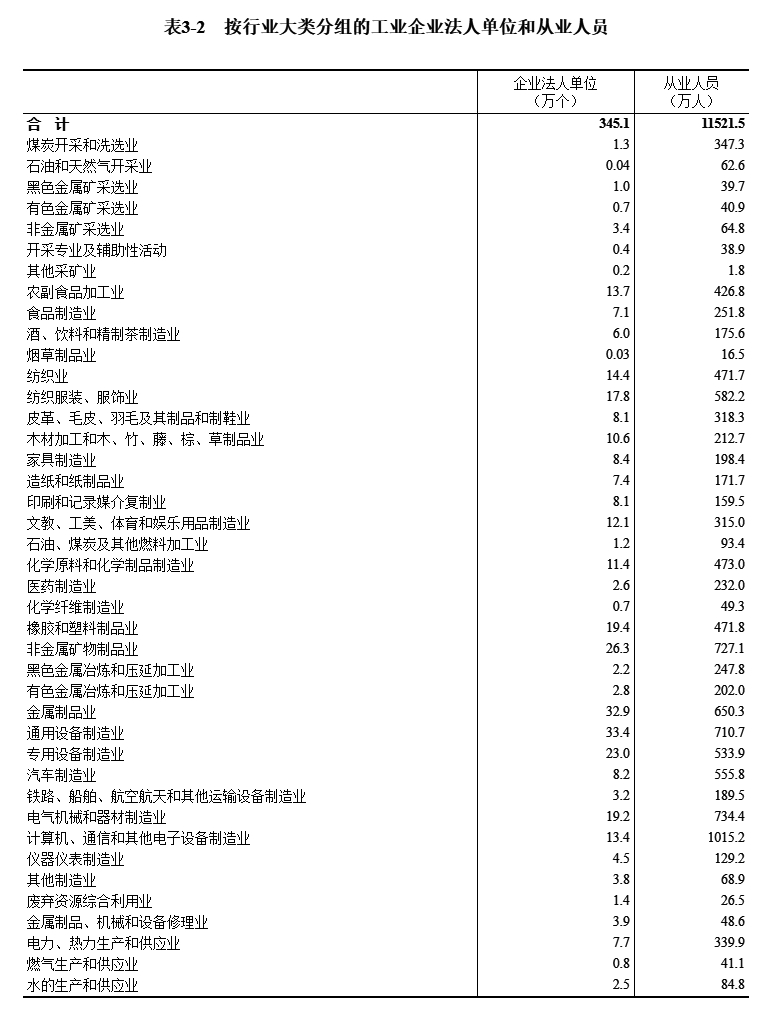 表3-2 按行业大类分组的工业企业法人单位和从业人员
企业法人单位 从业人员
（万个） （万人）
合 计 345.1 11521.5
煤炭开采和洗选业 1.3 347.3
石油和天然气开采业 0.04 62.6
黑色金属矿采选业 1.0 39.7
有色金属矿采选业 0.7 40.9
非金属矿采选业 3.4 64.8
开采专业及辅助性活动 0.4 38.9
其他采矿业 0.2 1.8
农副食品加工业 13.7 426.8
食品制造业 7.1 251.8
酒、饮料和精制茶制造业 6.0 175.6
烟草制品业 0.03 16.5
纺织业 14.4 471.7
纺织服装、服饰业 17.8 582.2
皮革、毛皮、羽毛及其制品和制鞋业 8.1 318.3
木材加工和木、竹、藤、棕、草制品业 10.6 212.7
家具制造业 8.4 198.4
造纸和纸制品业 7.4 171.7
印刷和记录媒介复制业 8.1 159.5
文教、工美、体育和娱乐用品制造业 12.1 315.0
石油、煤炭及其他燃料加工业 1.2 93.4
化学原料和化学制品制造业 11.4 473.0
医药制造业 2.6 232.0
化学纤维制造业 0.7 49.3
橡胶和塑料制品业 19.4 471.8
非金属矿物制品业 26.3 727.1
黑色金属冶炼和压延加工业 2.2 247.8
有色金属冶炼和压延加工业 2.8 202.0
金属制品业 32.9 650.3
通用设备制造业 33.4 710.7
专用设备制造业 23.0 533.9
汽车制造业 8.2 555.8
铁路、船舶、航空航天和其他运输设备制造业 3.2 189.5
电气机械和器材制造业 19.2 734.4
计算机、通信和其他电子设备制造业 13.4 1015.2
仪器仪表制造业 4.5 129.2
其他制造业 3.8 68.9
废弃资源综合利用业 1.4 26.5
金属制品、机械和设备修理业 3.9 48.6
电力、热力生产和供应业 7.7 339.9
燃气生产和供应业 0.8 41.1
水的生产和供应业 2.5 84.8